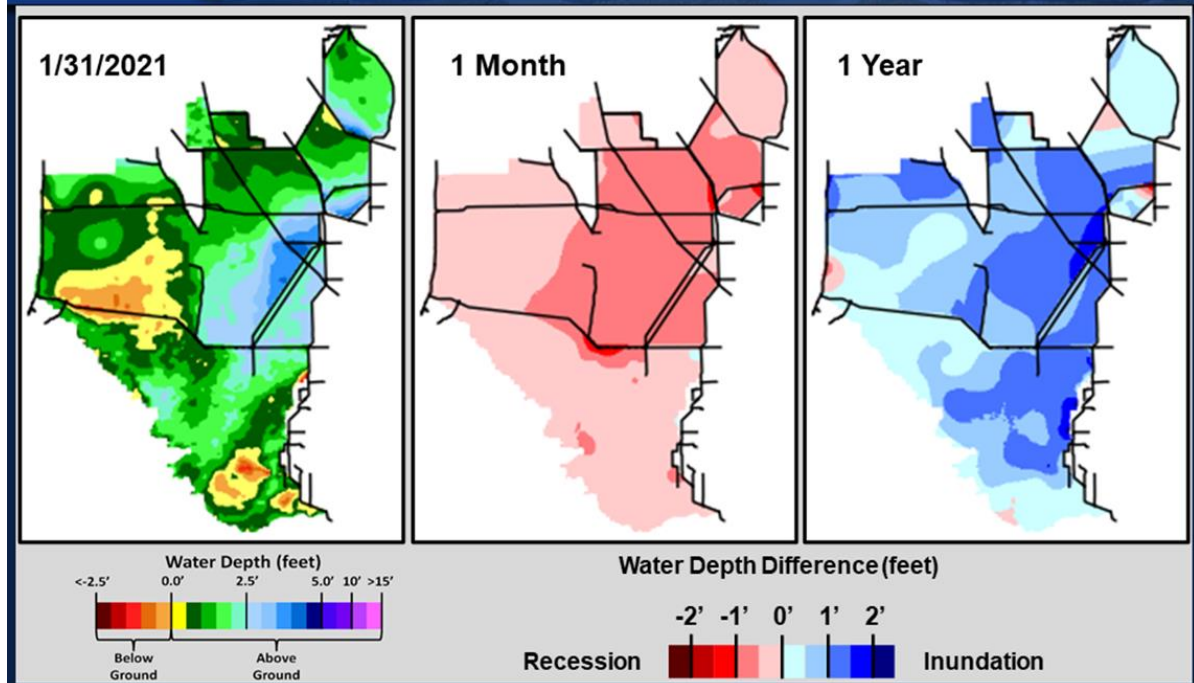 1/31/2021
1 Month
1 Year
Water Depth (feet)
<-2.5' 0.0' 2.5' 5.0' 10' >15'
Below
Ground
Above
Ground
Water Depth Difference (feet)
-2' -1' 0' 1' 2'
Recession
Inundation